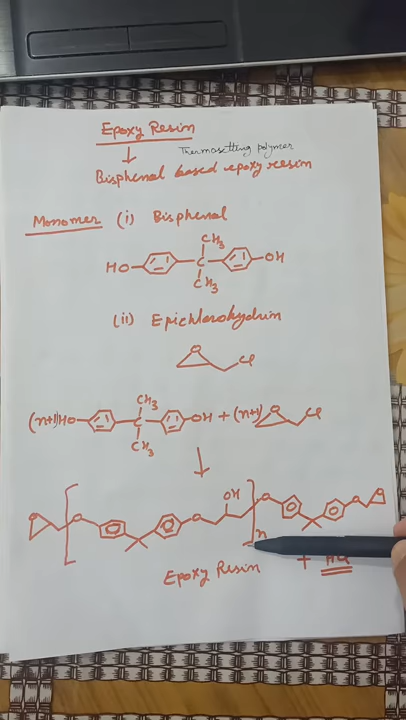 Epoxy Resin
Thermosetting polymer
Bisphenol based epoxy resin
Monomer (i) Bisphenol
CH3
HO C OH
CH3
(ii) Epichlorohydrin
O
Cl
CH3
(n+1)HO C OH + (n+1) O Cl
CH3
OH
O O O O O O
n
Epoxy Resin + HCl